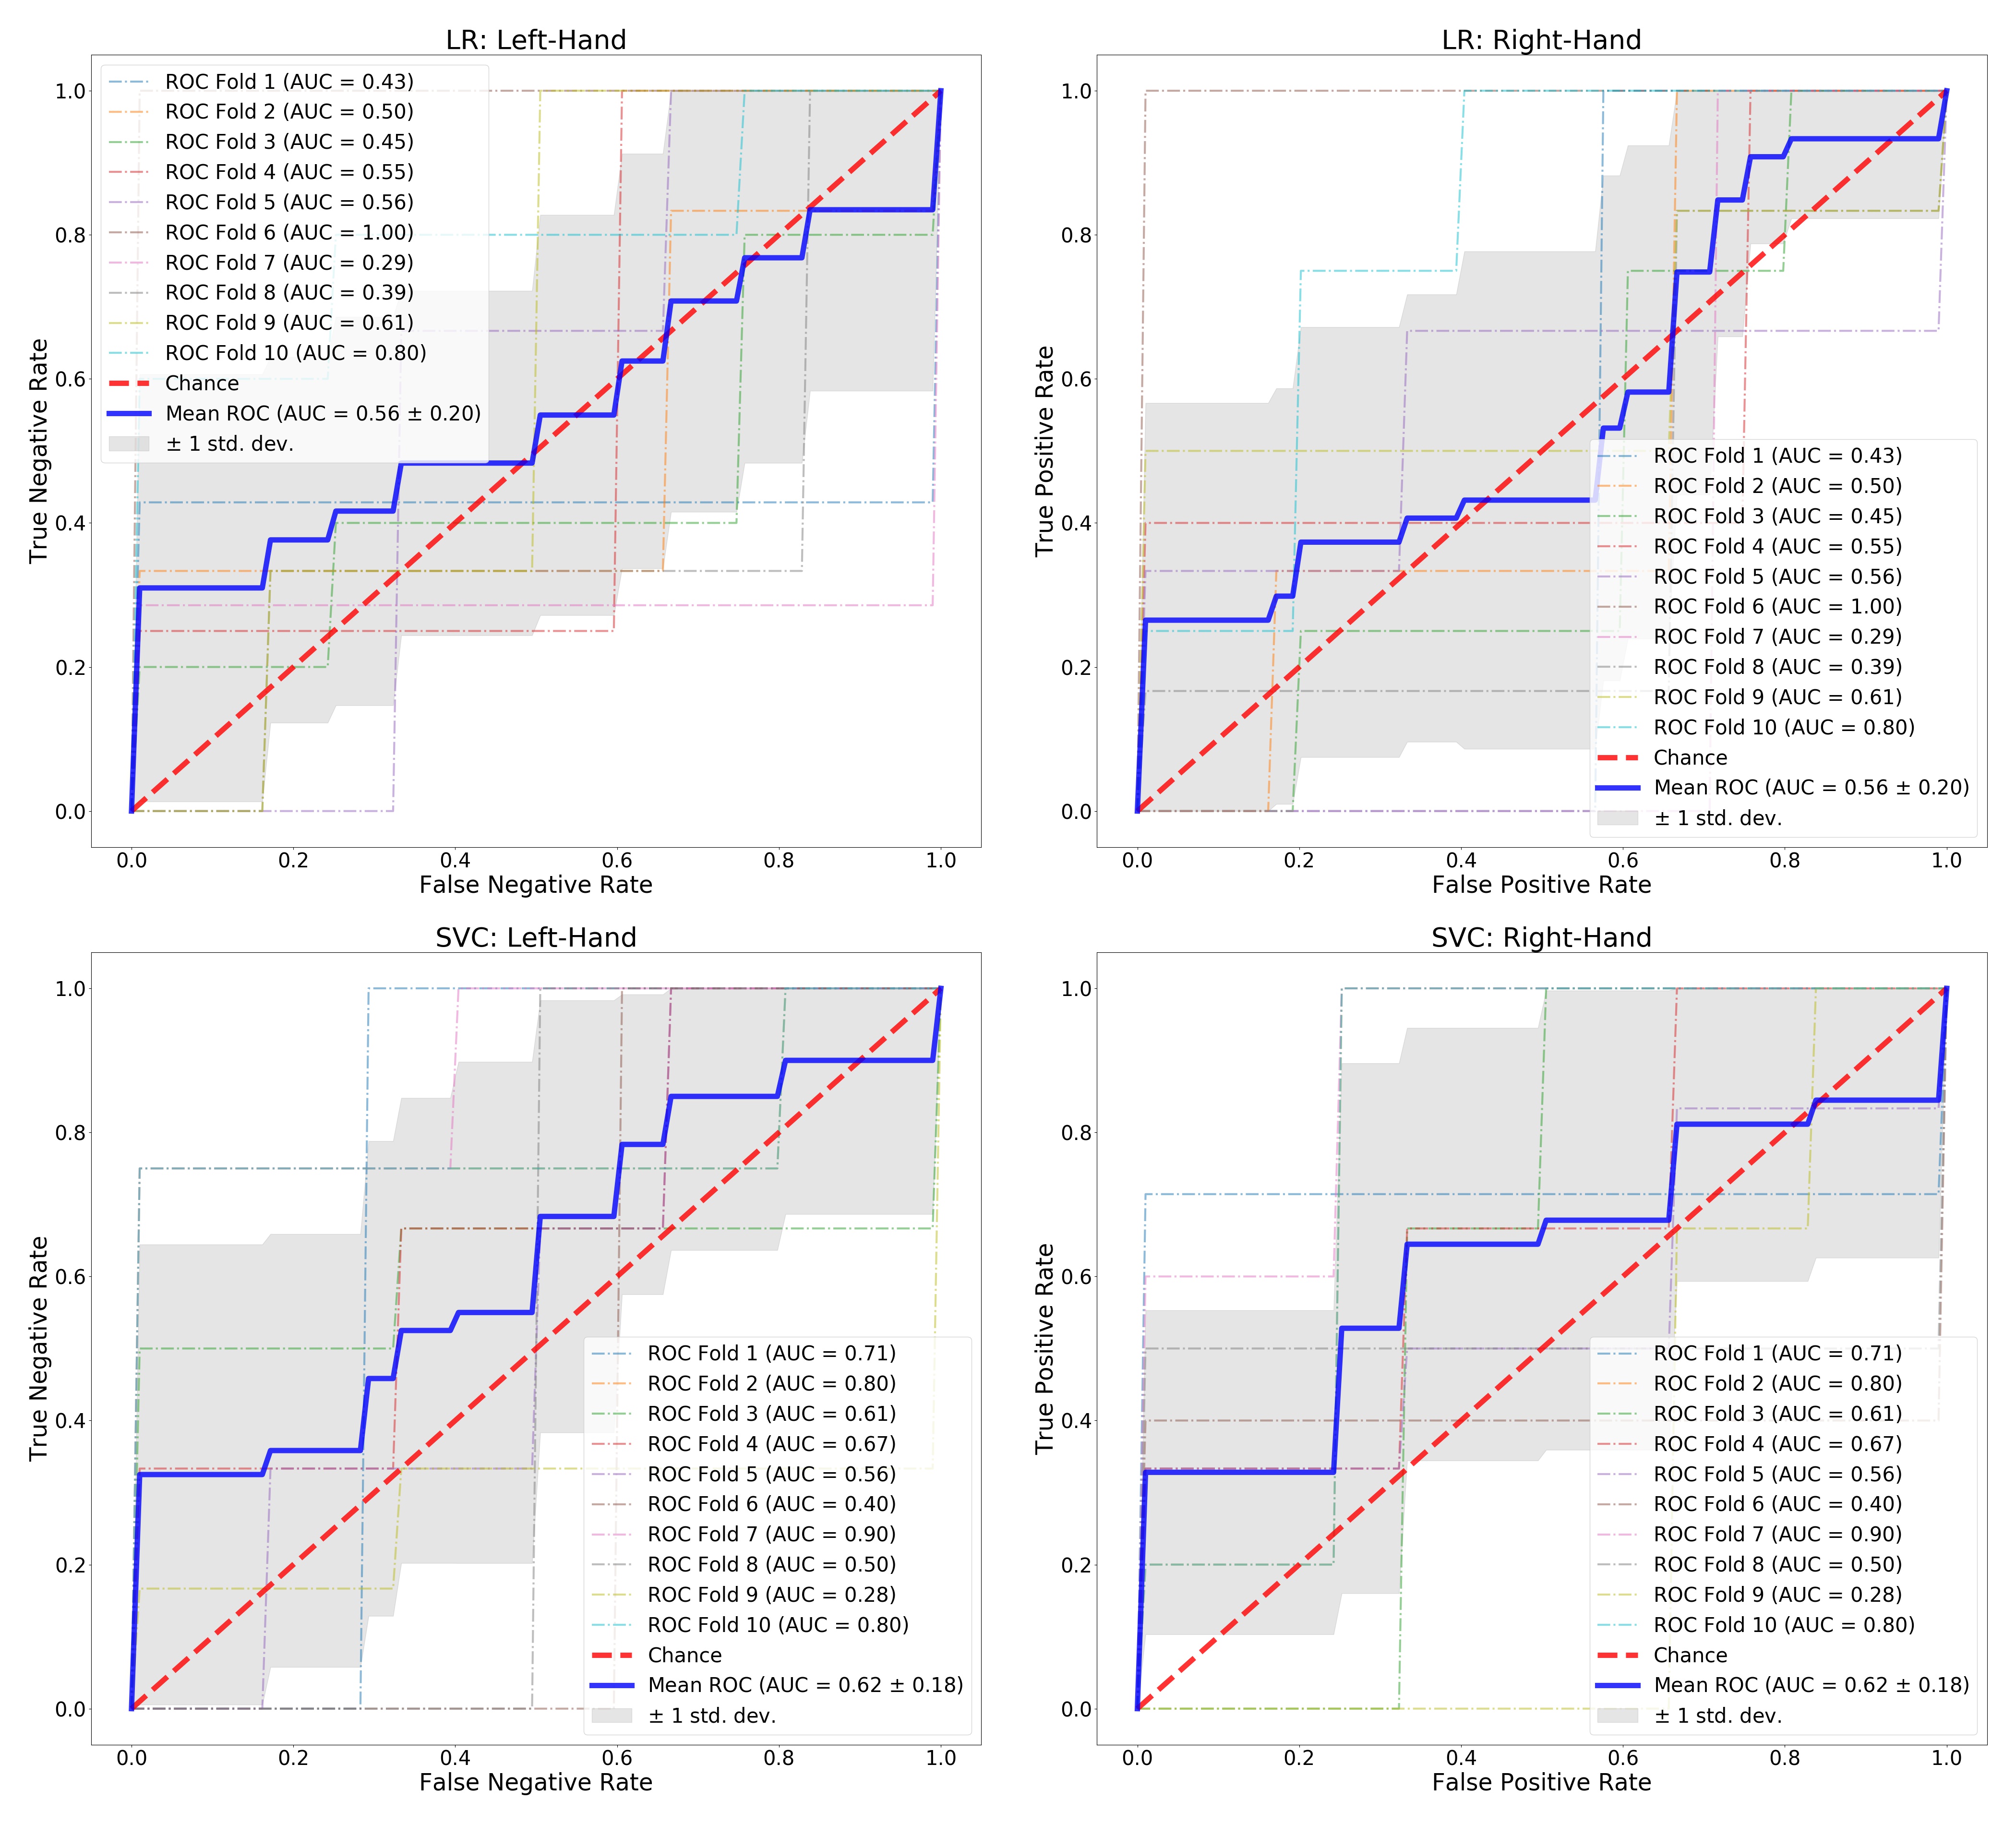 LR: Left-Hand
1.0
0.8
0.6
0.4
0.2
0.0
True Negative Rate
ROC Fold 1 (AUC = 0.43)
ROC Fold 2 (AUC = 0.50)
ROC Fold 3 (AUC = 0.45)
ROC Fold 4 (AUC = 0.55)
ROC Fold 5 (AUC = 0.56)
ROC Fold 6 (AUC = 1.00)
ROC Fold 7 (AUC = 0.29)
ROC Fold 8 (AUC = 0.39)
ROC Fold 9 (AUC = 0.61)
ROC Fold 10 (AUC = 0.80)
Chance
Mean ROC (AUC = 0.56 ± 0.20)
± 1 std. dev.
0.0 0.2 0.4 0.6 0.8 1.0
False Negative Rate
LR: Right-Hand
1.0
0.8
0.6
0.4
0.2
0.0
True Positive Rate
ROC Fold 1 (AUC = 0.43)
ROC Fold 2 (AUC = 0.50)
ROC Fold 3 (AUC = 0.45)
ROC Fold 4 (AUC = 0.55)
ROC Fold 5 (AUC = 0.56)
ROC Fold 6 (AUC = 1.00)
ROC Fold 7 (AUC = 0.29)
ROC Fold 8 (AUC = 0.39)
ROC Fold 9 (AUC = 0.61)
ROC Fold 10 (AUC = 0.80)
Chance
Mean ROC (AUC = 0.56 ± 0.20)
± 1 std. dev.
0.0 0.2 0.4 0.6 0.8 1.0
False Positive Rate
SVC: Left-Hand
1.0
0.8
0.6
0.4
0.2
0.0
True Negative Rate
ROC Fold 1 (AUC = 0.71)
ROC Fold 2 (AUC = 0.80)
ROC Fold 3 (AUC = 0.61)
ROC Fold 4 (AUC = 0.67)
ROC Fold 5 (AUC = 0.56)
ROC Fold 6 (AUC = 0.40)
ROC Fold 7 (AUC = 0.90)
ROC Fold 8 (AUC = 0.50)
ROC Fold 9 (AUC = 0.28)
ROC Fold 10 (AUC = 0.80)
Chance
Mean ROC (AUC = 0.62 ± 0.18)
± 1 std. dev.
0.0 0.2 0.4 0.6 0.8 1.0
False Negative Rate
SVC: Right-Hand
1.0
0.8
0.6
0.4
0.2
0.0
True Positive Rate
ROC Fold 1 (AUC = 0.71)
ROC Fold 2 (AUC = 0.80)
ROC Fold 3 (AUC = 0.61)
ROC Fold 4 (AUC = 0.67)
ROC Fold 5 (AUC = 0.56)
ROC Fold 6 (AUC = 0.40)
ROC Fold 7 (AUC = 0.90)
ROC Fold 8 (AUC = 0.50)
ROC Fold 9 (AUC = 0.28)
ROC Fold 10 (AUC = 0.80)
Chance
Mean ROC (AUC = 0.62 ± 0.18)
± 1 std. dev.
0.0 0.2 0.4 0.6 0.8 1.0
False Positive Rate